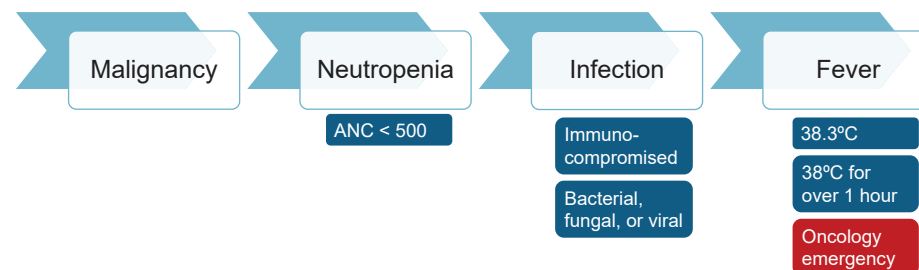 Malignancy
Neutropenia
Infection
Fever
ANC < 500
Immuno-
compromised
Bacterial,
fungal, or viral
38.3ºC
38ºC for
over 1 hour
Oncology
emergency